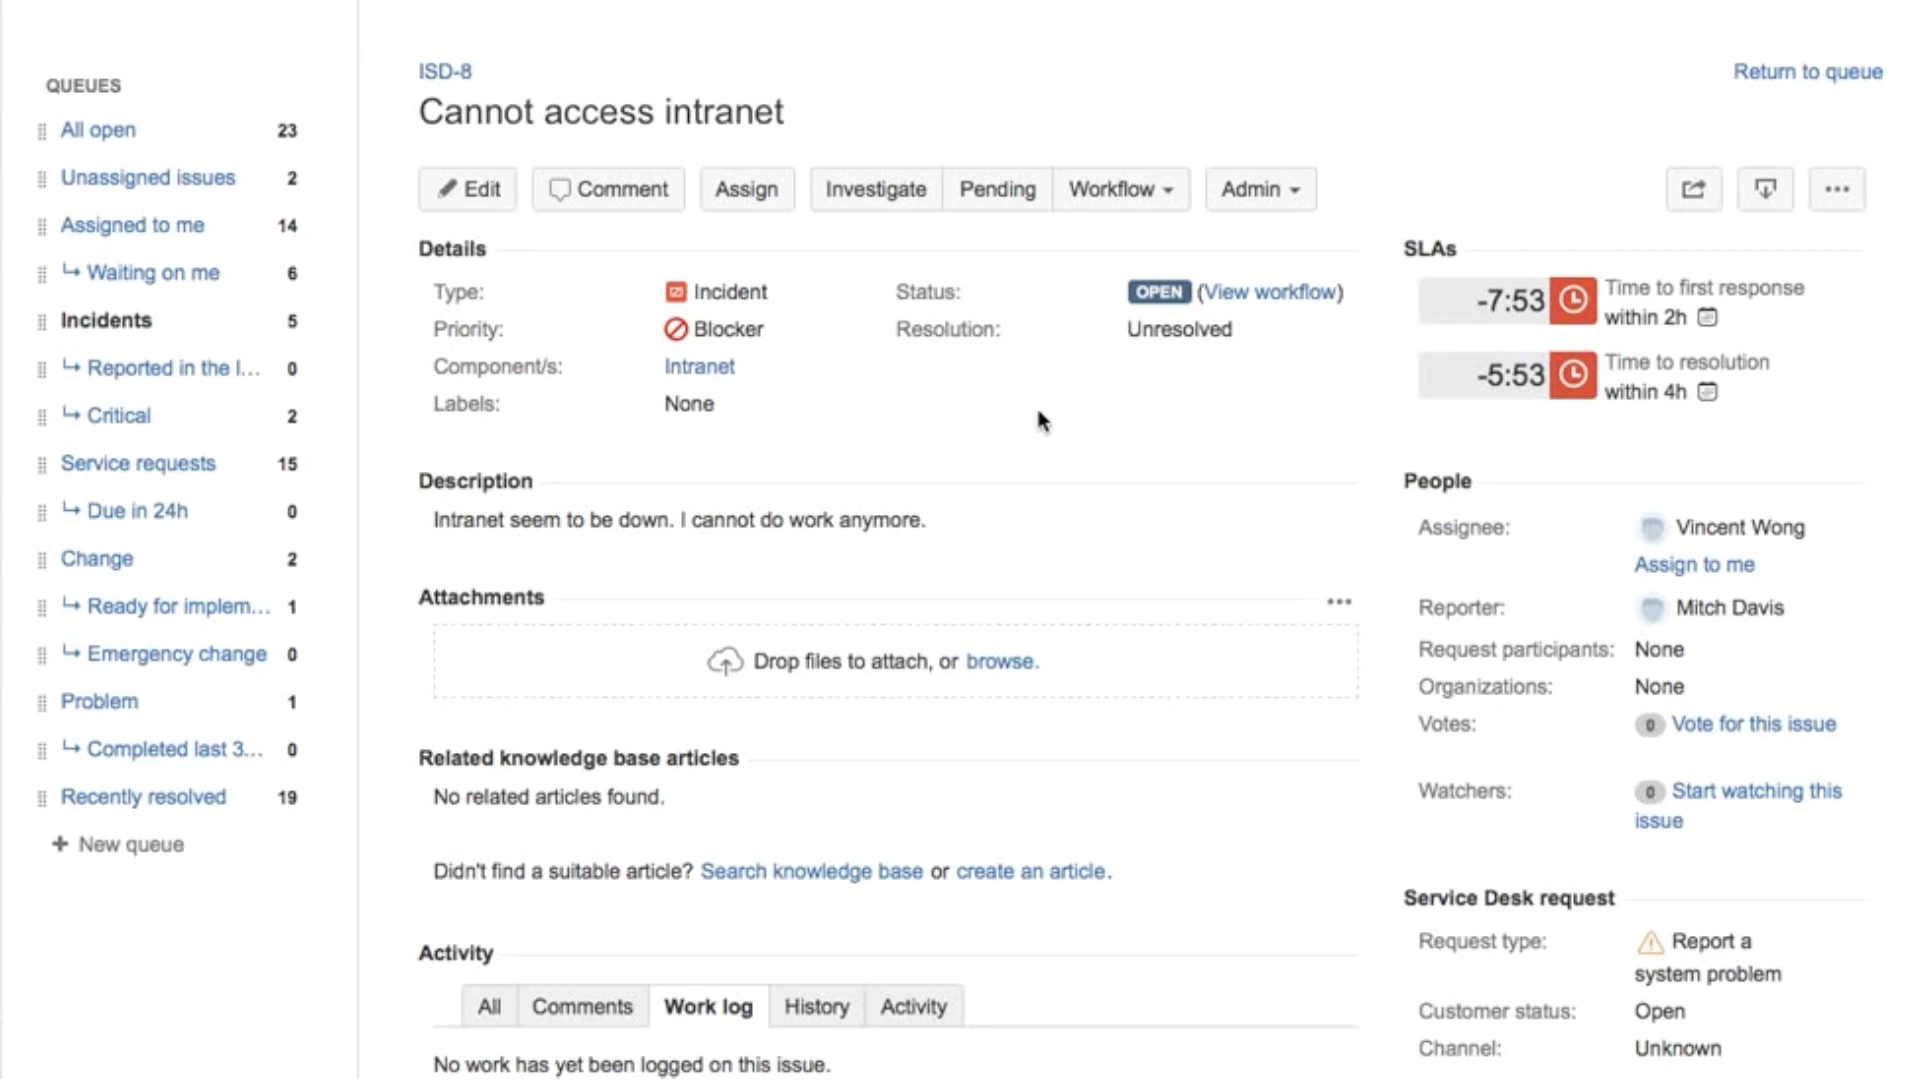 QUEUES
All open 23
Unassigned issues 2
Assigned to me 14
Waiting on me 6
Incidents 5
Reported in the l... 0
Critical 2
Service requests 15
Due in 24h 0
Change 2
Ready for implem... 1
Emergency change 0
Problem 1
Completed last 3... 0
Recently resolved 19
+ New queue
ISD-8
Return to queue
Cannot access intranet
Edit Comment Assign Investigate Pending Workflow Admin
Details
Type: Incident Status: OPEN (View workflow)
Priority: Blocker Resolution: Unresolved
Component/s: Intranet
Labels: None
Description
Intranet seem to be down. I cannot do work anymore.
Attachments
Drop files to attach, or browse.
Related knowledge base articles
No related articles found.
Didn't find a suitable article? Search knowledge base or create an article.
Activity
All Comments Work log History Activity
No work has yet been logged on this issue.
SLAs
-7:53 Time to first response
within 2h
-5:53 Time to resolution
within 4h
People
Assignee: Vincent Wong
Assign to me
Reporter: Mitch Davis
Request participants: None
Organizations: None
Votes: 0 Vote for this issue
Watchers: 0 Start watching this
issue
Service Desk request
Request type: Report a
system problem
Customer status: Open
Channel: Unknown